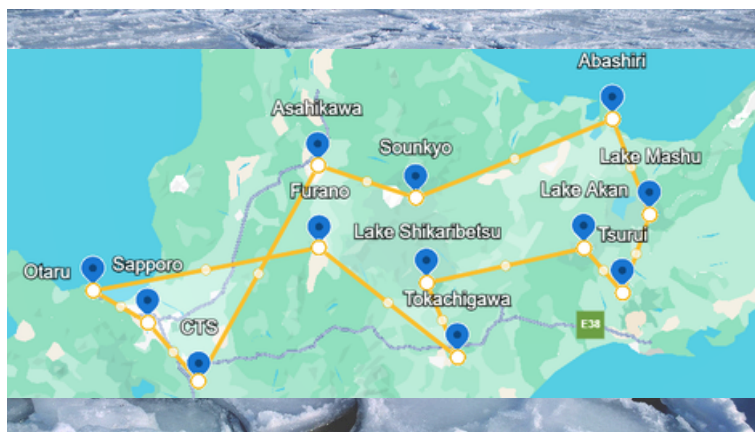 Abashiri
Asahikawa
Sounkyo
Lake Mashu
Furano
Lake Akan
Lake Shikaribetsu
Tsurui
Otaru
Sapporo
Tokachigawa
CTS
E38